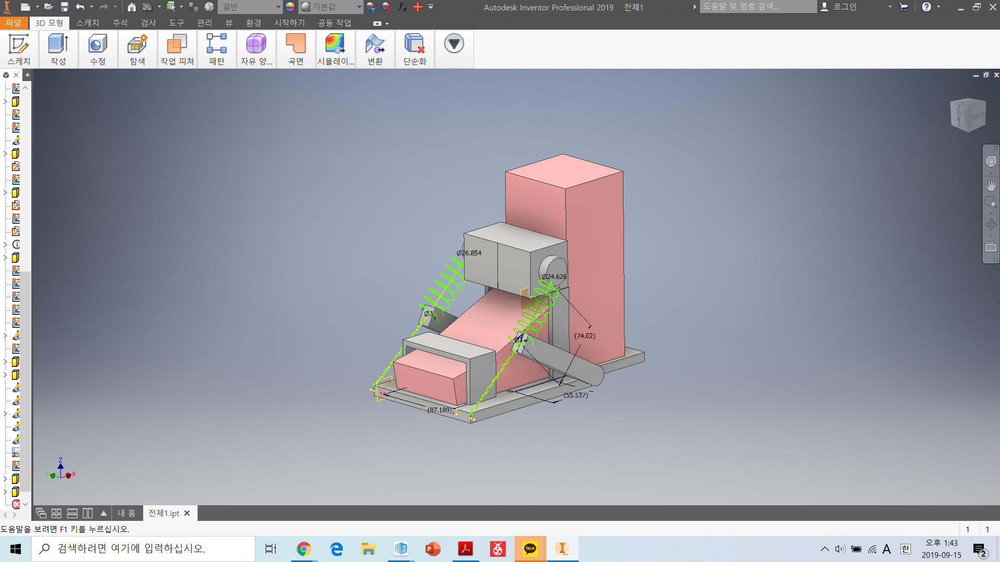 PRO
일반
기본값
fx
Autodesk Inventor Professional 2019 전체1
도움말 및 명령 검색...
로그인
파일
3D 모형
스케치
주석
검사
도구
관리
뷰
환경
시작하기
공동 작업
스케치
작성
수정
탐색
작업 피쳐
패턴
자유 양...
곡면
시뮬레이...
변환
단순화
Ø26.854
Ø24.626
Ø3
(74.02)
(55.537)
(87.189)
Z
Y
X
내 홈
전체1.ipt
도움말을 보려면 F1 키를 누르십시오.
1
1
검색하려면 여기에 입력하십시오.
TALK
A
한
오후 1:43
2019-09-15
2